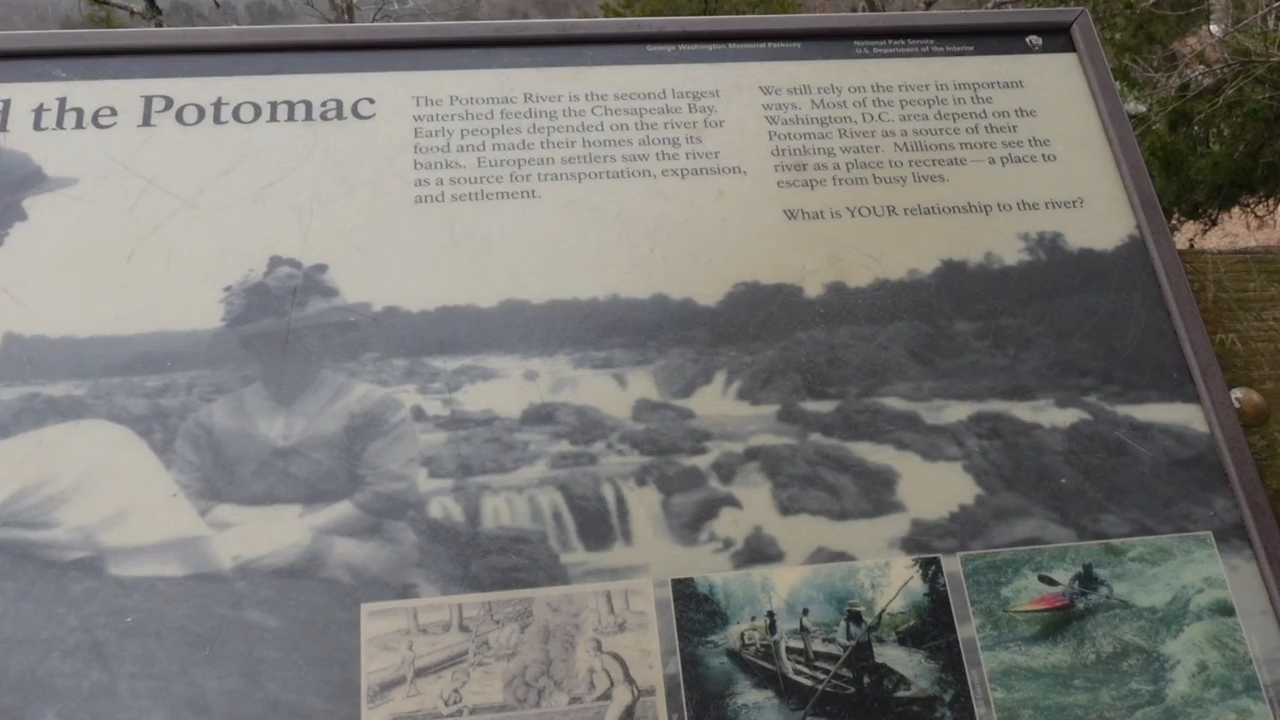 George Washington Memorial Parkway
National Park Service
U.S. Department of the Interior
the Potomac
The Potomac River is the second largest
watershed feeding the Chesapeake Bay.
Early peoples depended on the river for
food and made their homes along its
banks. European settlers saw the river
as a source for transportation, expansion,
and settlement.
We still rely on the river in important
ways. Most of the people in the
Washington, D.C. area depend on the
Potomac River as a source of their
drinking water. Millions more see the
river as a place to recreate — a place to
escape from busy lives.
What is YOUR relationship to the river?